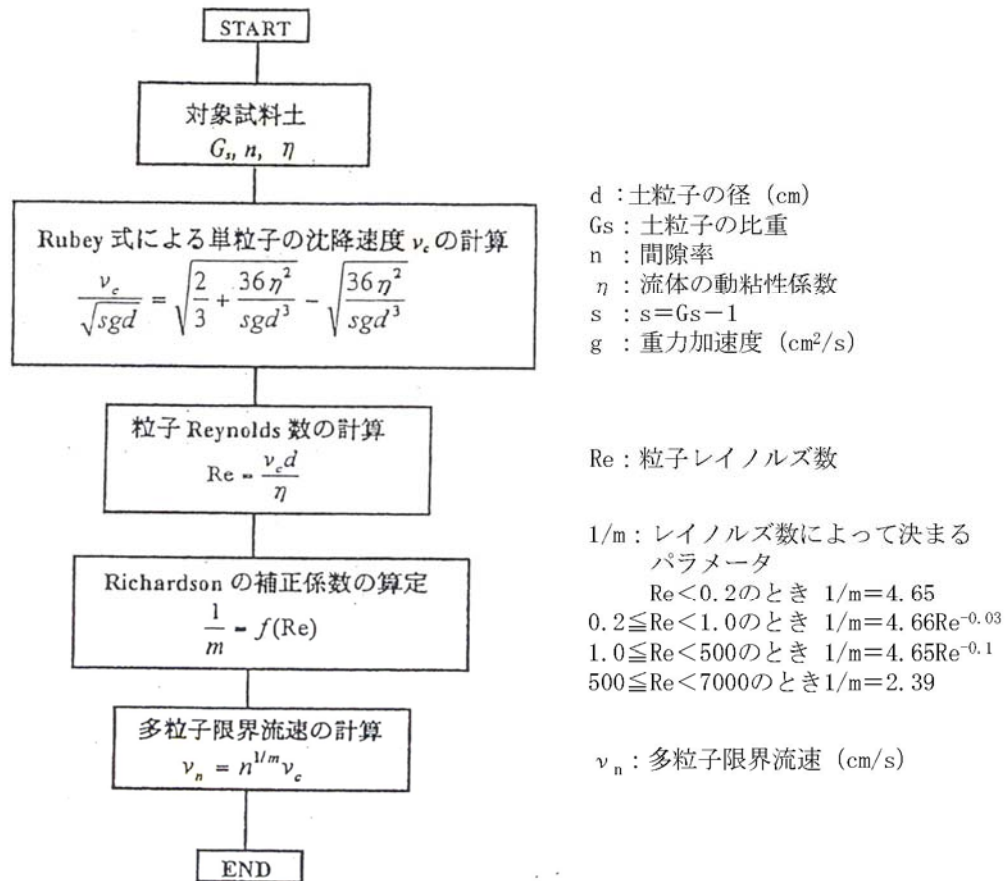 START
対象試料土
Gs, n, η
Rubey 式による単粒子の沈降速度 νcの計算
νc/√sgd = √(2/3 + 36η²/sgd³) − √(36η²/sgd³)
粒子 Reynolds 数の計算
Re = νcd/η
Richardson の補正係数の算定
1/m = f(Re)
多粒子限界流速の計算
νn = n^1/m νc
END
d :土粒子の径 (cm)
Gs:土粒子の比重
n :間隙率
η:流体の動粘性係数
s :s=Gs−1
g :重力加速度 (cm²/s)
Re:粒子レイノルズ数
1/m:レイノルズ数によって決まる
パラメータ
Re<0.2のとき 1/m=4.65
0.2≦Re<1.0のとき 1/m=4.66Re⁻⁰·⁰³
1.0≦Re<500のとき 1/m=4.65Re⁻⁰·¹
500≦Re<7000のとき1/m=2.39
νn:多粒子限界流速 (cm/s)